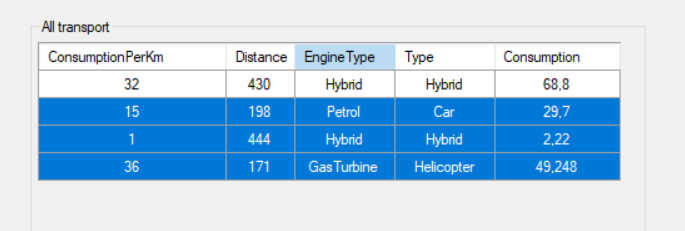 All transport
ConsumptionPerKm Distance EngineType Type Consumption
32 430 Hybrid Hybrid 68,8
15 198 Petrol Car 29,7
1 444 Hybrid Hybrid 2,22
36 171 GasTurbine Helicopter 49,248